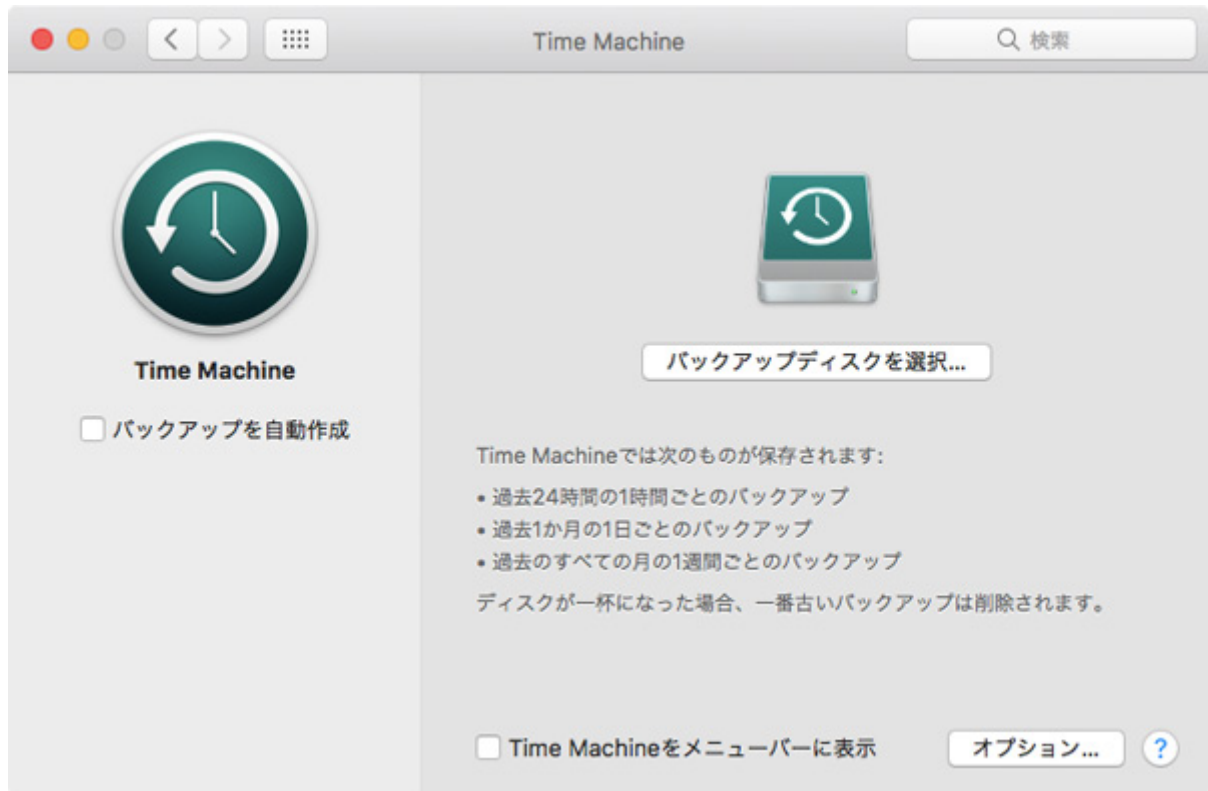 Time Machine
検索
Time Machine
バックアップを自動作成
バックアップディスクを選択...
Time Machineでは次のものが保存されます:
• 過去24時間の1時間ごとのバックアップ
• 過去1か月の1日ごとのバックアップ
• 過去のすべての月の1週間ごとのバックアップ
ディスクが一杯になった場合、一番古いバックアップは削除されます。
Time Machineをメニューバーに表示
オプション...
?